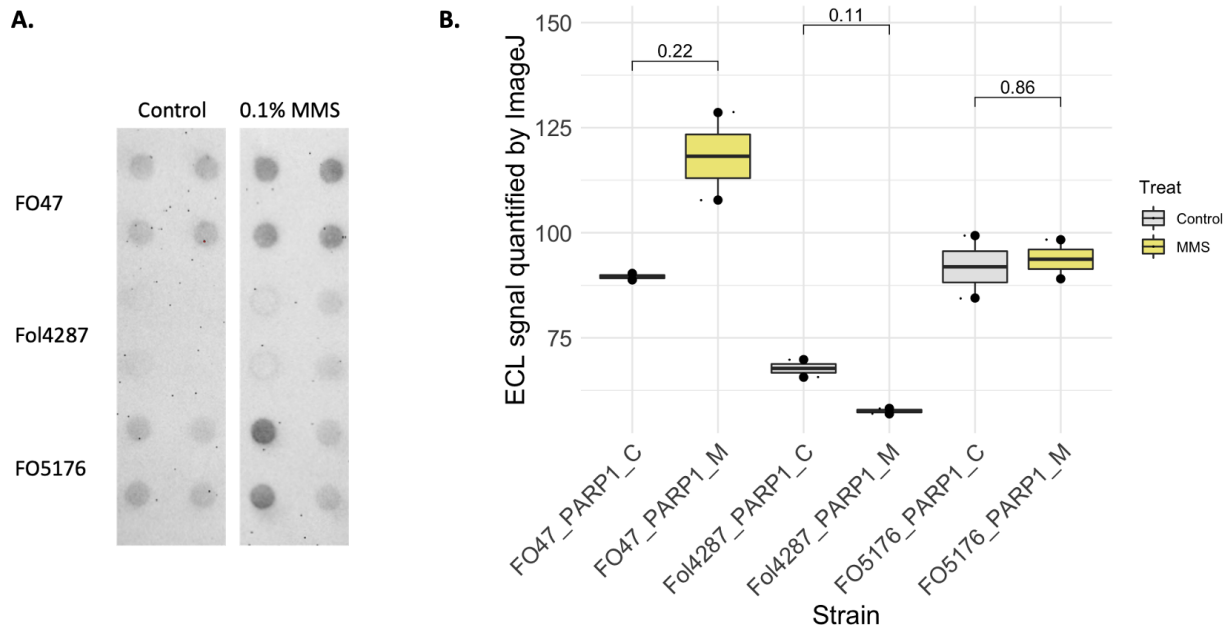 A.
Control 0.1% MMS
FO47
Fol4287
FO5176
B.
ECL sgnal quantified by ImageJ
150
125
100
75
0.22
0.11
0.86
FO47_PARP1_C
FO47_PARP1_M
Fol4287_PARP1_C
Fol4287_PARP1_M
FO5176_PARP1_C
FO5176_PARP1_M
Strain
Treat
Control
MMS